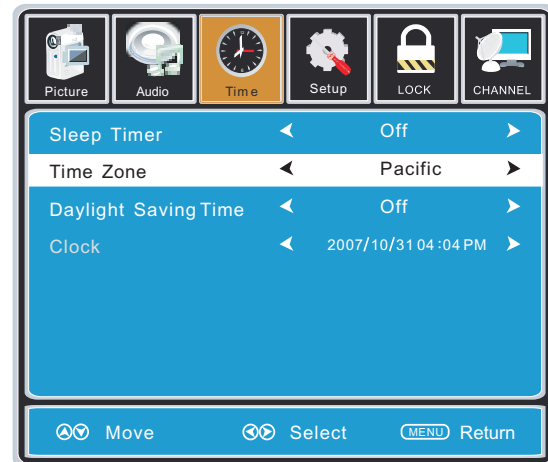 Picture Audio Time Setup LOCK CHANNEL
Sleep Timer Off
Time Zone Pacific
Daylight Saving Time Off
Clock 2007/10/31 04:04 PM
Move Select MENU Return